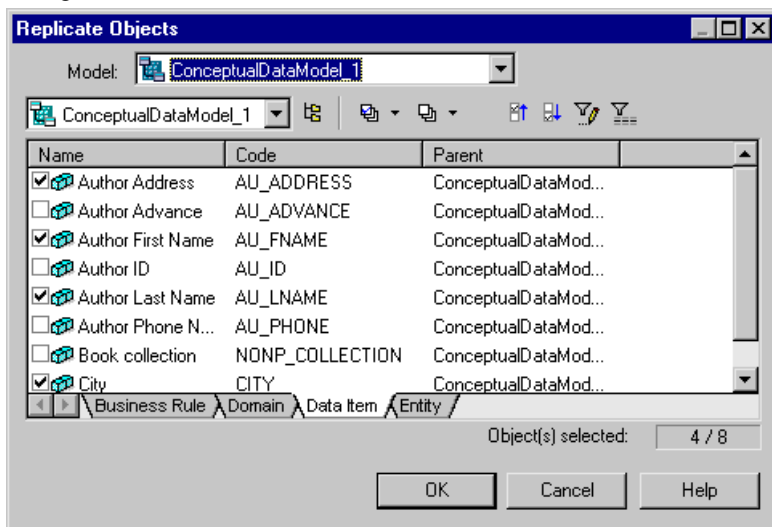 Replicate Objects
Model: ConceptualDataModel_1
ConceptualDataModel_1
Name Code Parent
Author Address AU_ADDRESS ConceptualDataMod...
Author Advance AU_ADVANCE ConceptualDataMod...
Author First Name AU_FNAME ConceptualDataMod...
Author ID AU_ID ConceptualDataMod...
Author Last Name AU_LNAME ConceptualDataMod...
Author Phone N... AU_PHONE ConceptualDataMod...
Book collection NONP_COLLECTION ConceptualDataMod...
City CITY ConceptualDataMod...
Business Rule Domain Data Item Entity
Object(s) selected: 4 / 8
OK Cancel Help